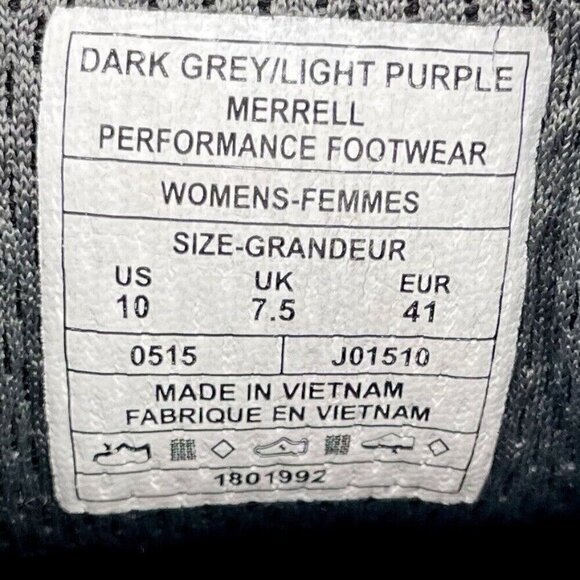 DARK GREY/LIGHT PURPLE
MERRELL
PERFORMANCE FOOTWEAR
WOMENS-FEMMES
SIZE-GRANDEUR
US UK EUR
10 7.5 41
0515 J01510
MADE IN VIETNAM
FABRIQUE EN VIETNAM
1801992